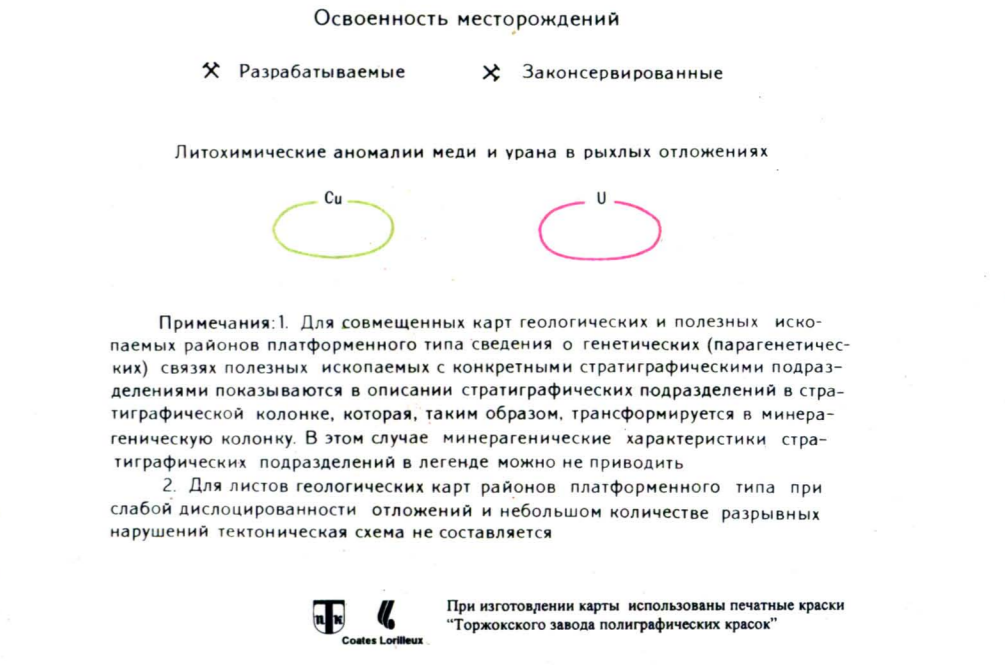 Освоенность месторождений
Разрабатываемые Законсервированные
Литохимические аномалии меди и урана в рыхлых отложениях
Cu U
Примечания:1. Для совмещенных карт геологических и полезных иско-
паемых районов платформенного типа сведения о генетических (парагенетичес-
ких) связях полезных ископаемых с конкретными стратиграфическими подраз-
делениями показываются в описании стратиграфических подразделений в стра-
тиграфической колонке, которая, таким образом, трансформируется в минера-
геническую колонку. В этом случае минерагенические характеристики стра-
тиграфических подразделений в легенде можно не приводить
2. Для листов геологических карт районов платформенного типа при
слабой дислоцированности отложений и небольшом количестве разрывных
нарушений тектоническая схема не составляется
При изготовлении карты использованы печатные краски
"Торжокского завода полиграфических красок"
ПТК
Coates Lorilleux